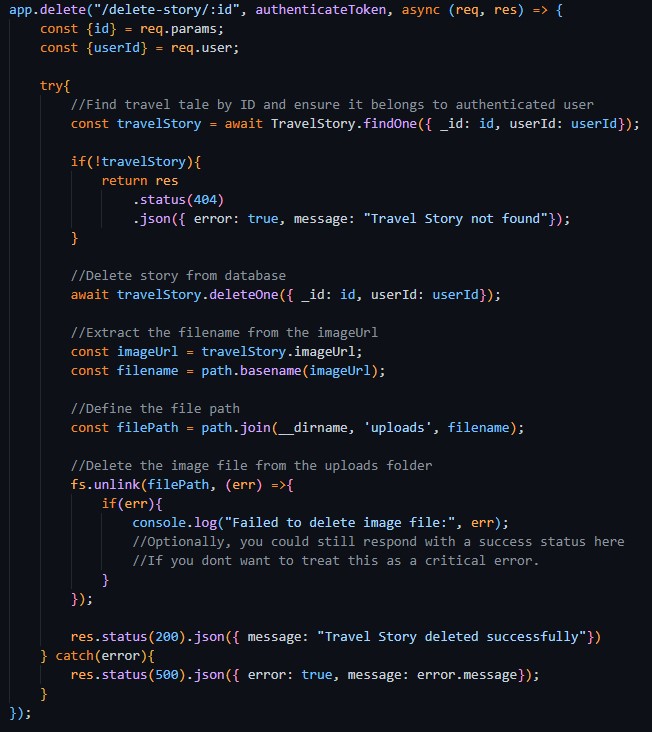 app.delete("/delete-story/:id", authenticateToken, async (req, res) => {
    const {id} = req.params;
    const {userId} = req.user;

    try{
        //Find travel tale by ID and ensure it belongs to authenticated user
        const travelStory = await TravelStory.findOne({ _id: id, userId: userId});

        if(!travelStory){
            return res
                .status(404)
                .json({ error: true, message: "Travel Story not found"});
        }

        //Delete story from database
        await travelStory.deleteOne({ _id: id, userId: userId});

        //Extract the filename from the imageUrl
        const imageUrl = travelStory.imageUrl;
        const filename = path.basename(imageUrl);

        //Define the file path
        const filePath = path.join(__dirname, 'uploads', filename);

        //Delete the image file from the uploads folder
        fs.unlink(filePath, (err) =>{
            if(err){
                console.log("Failed to delete image file:", err);
                //Optionally, you could still respond with a success status here
                //If you dont want to treat this as a critical error.
            }
        });

        res.status(200).json({ message: "Travel Story deleted successfully"})
    } catch(error){
        res.status(500).json({ error: true, message: error.message});
    }
});